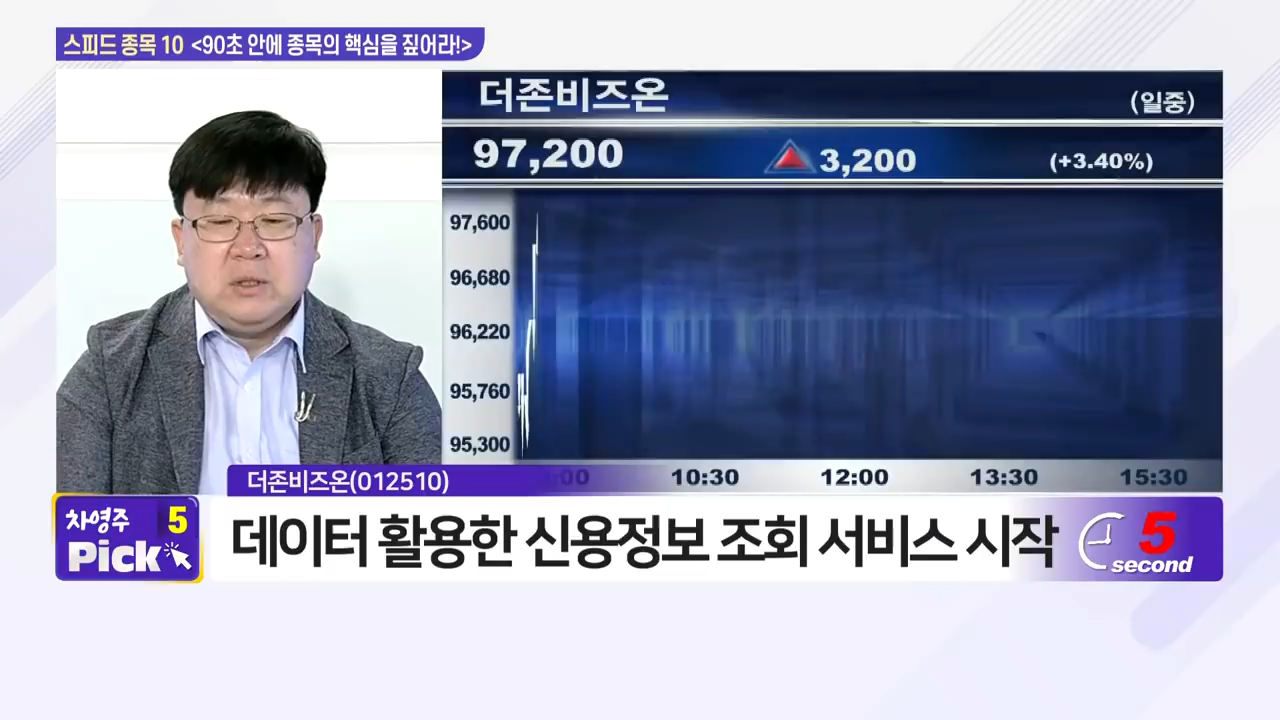 스피드 종목 10 <90초 안에 종목의 핵심을 짚어라!>
더존비즈온
(일중)
97,200
3,200
(+3.40%)
97,600
96,680
96,220
95,760
95,300
:00
10:30
12:00
13:30
15:30
더존비즈온(012510)
차영주 5
Pick
데이터 활용한 신용정보 조회 서비스 시작
5
second